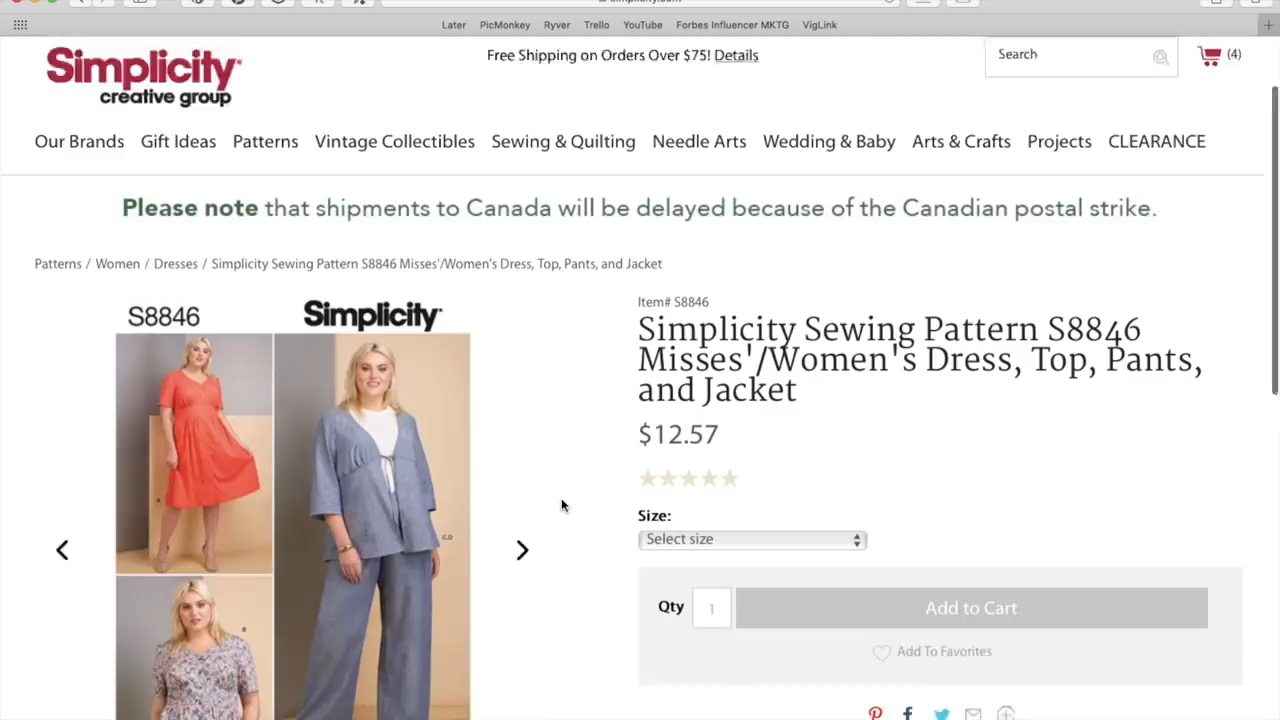 simplicity.com
Later PicMonkey Ryver Trello YouTube Forbes Influencer MKTG VigLink
Simplicity
creative group
Free Shipping on Orders Over $75! Details
Search
(4)
Our Brands Gift Ideas Patterns Vintage Collectibles Sewing & Quilting Needle Arts Wedding & Baby Arts & Crafts Projects CLEARANCE
Please note that shipments to Canada will be delayed because of the Canadian postal strike.
Patterns / Women / Dresses / Simplicity Sewing Pattern S8846 Misses'/Women's Dress, Top, Pants, and Jacket
S8846 Simplicity
Item# S8846
Simplicity Sewing Pattern S8846
Misses'/Women's Dress, Top, Pants,
and Jacket
$12.57
Size:
Select size
Qty 1 Add to Cart
Add To Favorites
A
B
C,D